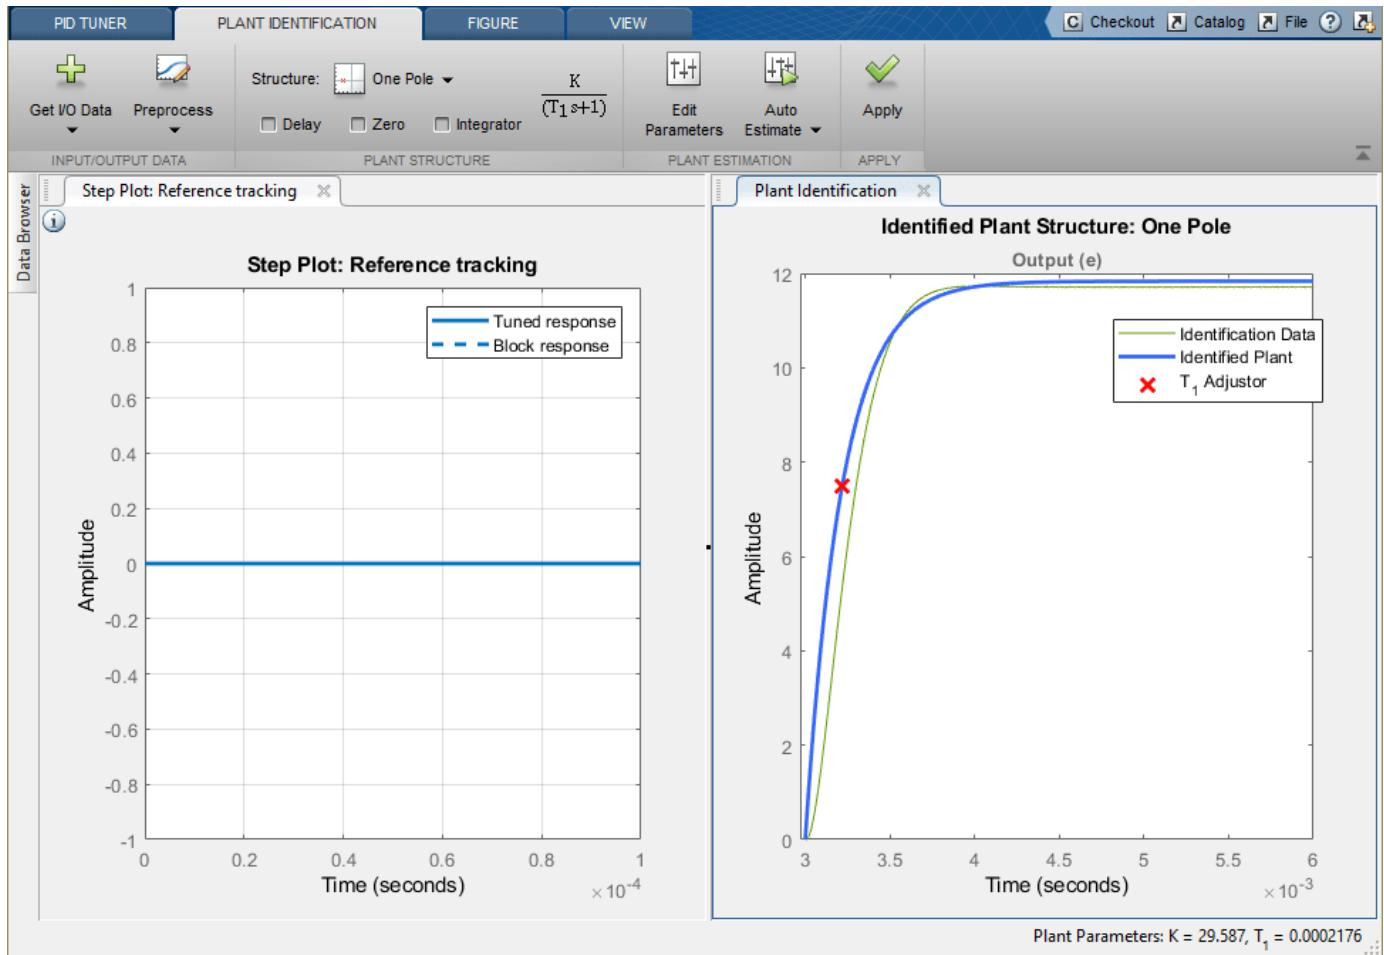 PID TUNER PLANT IDENTIFICATION FIGURE VIEW C Checkout Catalog File ?
Get I/O Data Preprocess
Structure: One Pole
Delay Zero Integrator
K
(T1s+1)
Edit Parameters
Auto Estimate
Apply
INPUT/OUTPUT DATA PLANT STRUCTURE PLANT ESTIMATION APPLY
Data Browser
Step Plot: Reference tracking
i
Step Plot: Reference tracking
Tuned response
Block response
1
0.8
0.6
0.4
0.2
0
-0.2
-0.4
-0.6
-0.8
-1
Amplitude
0 0.2 0.4 0.6 0.8 1
Time (seconds)
×10-4
Plant Identification
Identified Plant Structure: One Pole
Output (e)
Identification Data
Identified Plant
T1 Adjustor
12
10
8
6
4
2
0
Amplitude
3 3.5 4 4.5 5 5.5 6
Time (seconds)
×10-3
Plant Parameters: K = 29.587, T1 = 0.0002176